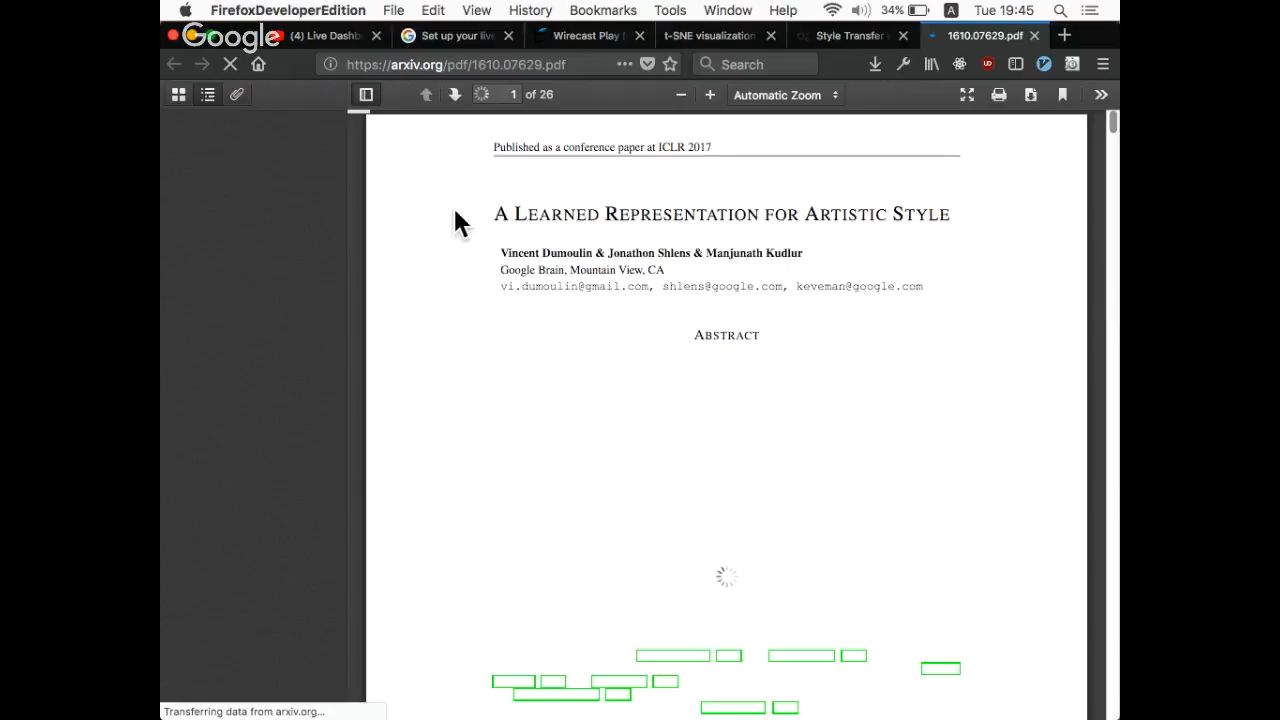 FirefoxDeveloperEdition File Edit View History Bookmarks Tools Window Help 34% A Tue 19:45
Google
(4) Live Dashb
Set up your live
Wirecast Play
t-SNE visualization
Style Transfer
1610.07629.pdf
https://arxiv.org/pdf/1610.07629.pdf
Search
1 of 26
Automatic Zoom
Published as a conference paper at ICLR 2017
A LEARNED REPRESENTATION FOR ARTISTIC STYLE
Vincent Dumoulin & Jonathon Shlens & Manjunath Kudlur
Google Brain, Mountain View, CA
vi.dumoulin@gmail.com, shlens@google.com, keveman@google.com
ABSTRACT
Transferring data from arxiv.org...